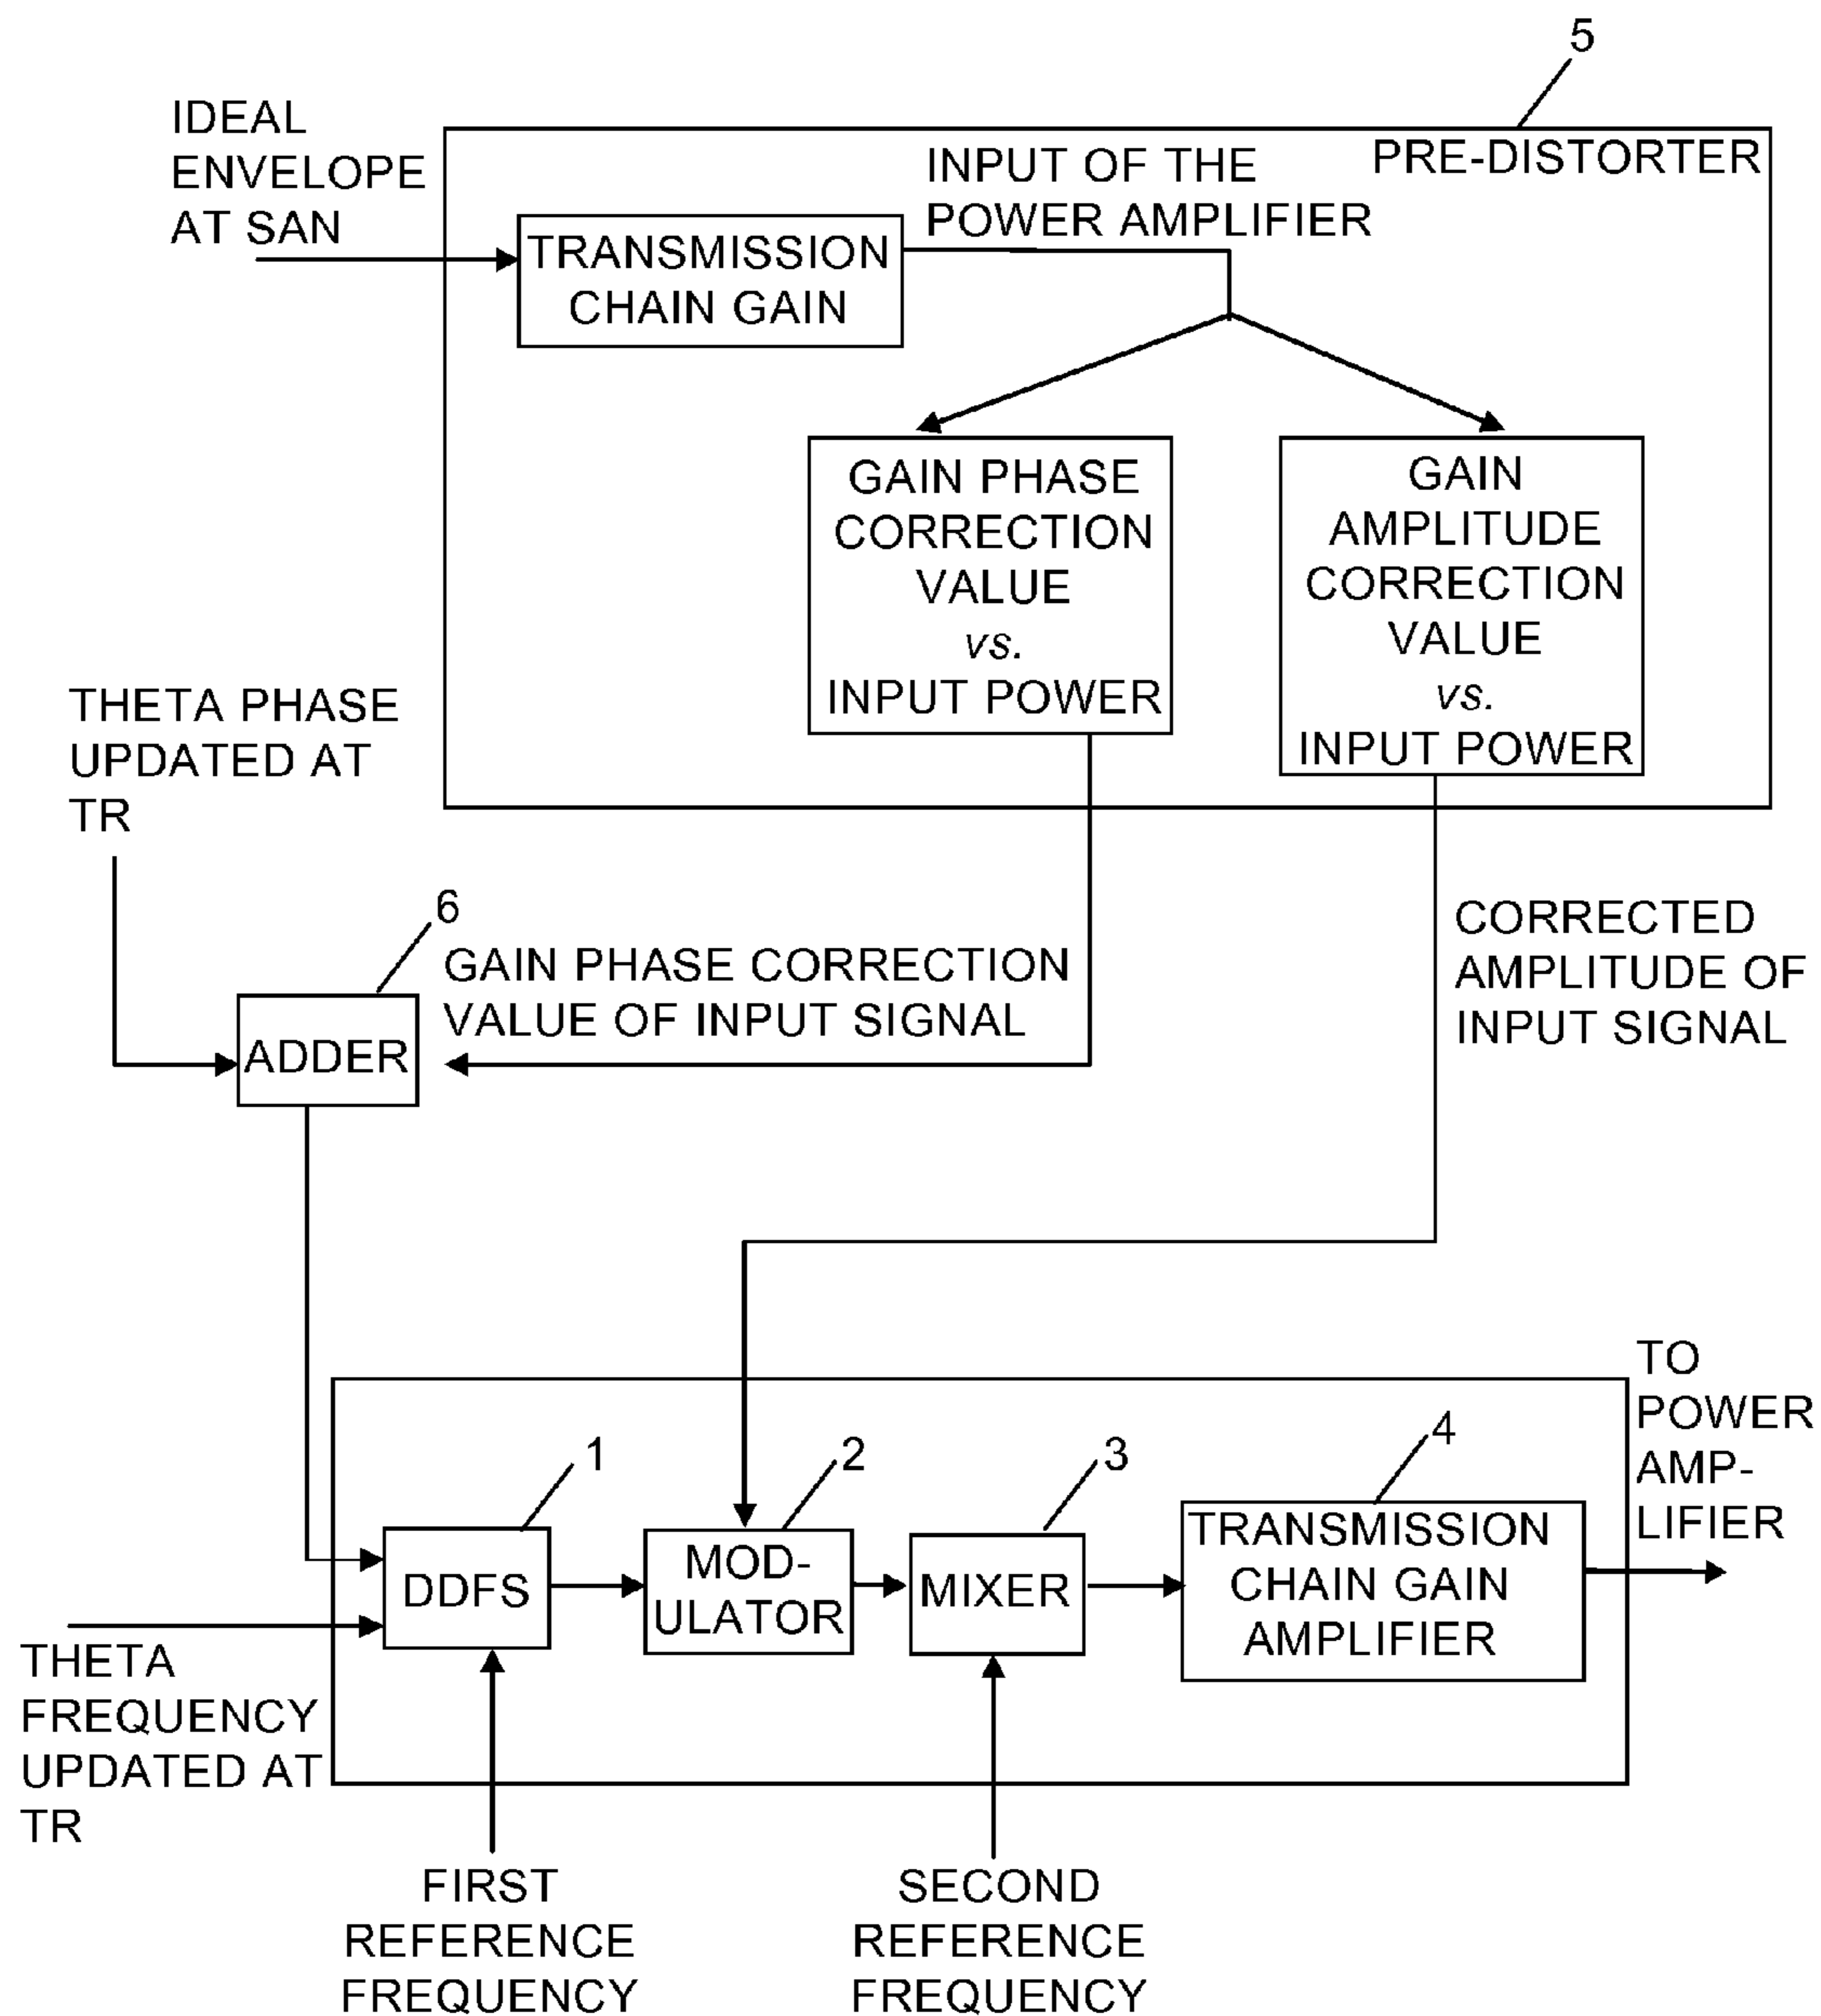 5
IDEAL
ENVELOPE
AT SAN
PRE-DISTORTER
INPUT OF THE
POWER AMPLIFIER
TRANSMISSION
CHAIN GAIN
GAIN PHASE
CORRECTION
VALUE
vs.
INPUT POWER
GAIN
AMPLITUDE
CORRECTION
VALUE
vs.
INPUT POWER
THETA PHASE
UPDATED AT
TR
6
GAIN PHASE CORRECTION
VALUE OF INPUT SIGNAL
CORRECTED
AMPLITUDE OF
INPUT SIGNAL
ADDER
TO
POWER
AMP-
LIFIER
1
2
3
4
DDFS
MOD-
ULATOR
MIXER
TRANSMISSION
CHAIN GAIN
AMPLIFIER
THETA
FREQUENCY
UPDATED AT
TR
FIRST
REFERENCE
FREQUENCY
SECOND
REFERENCE
FREQUENCY